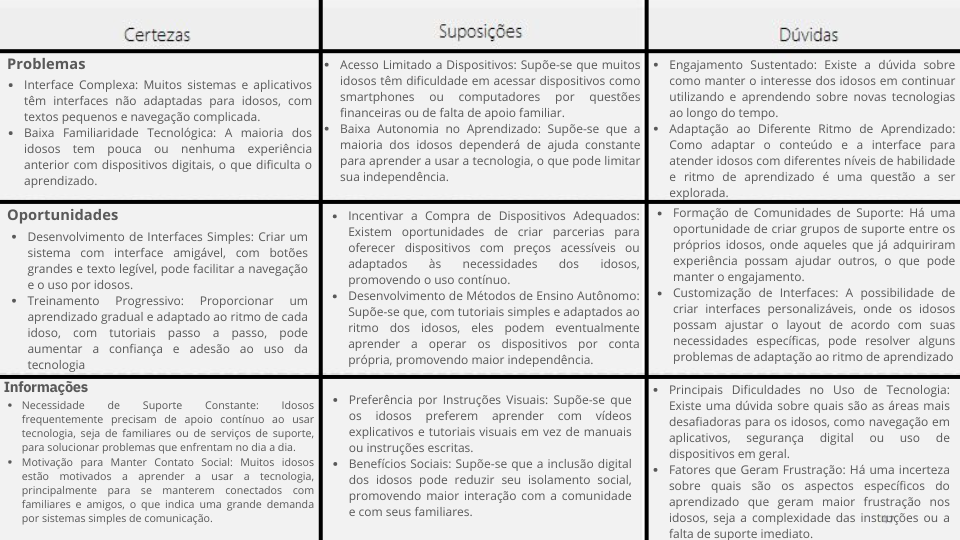 Certezas
Suposições
Dúvidas
Problemas
• Interface Complexa: Muitos sistemas e aplicativos
têm interfaces não adaptadas para idosos, com
textos pequenos e navegação complicada.
• Baixa Familiaridade Tecnológica: A maioria dos
idosos tem pouca ou nenhuma experiência
anterior com dispositivos digitais, o que dificulta o
aprendizado.
• Acesso Limitado a Dispositivos: Supõe-se que muitos
idosos têm dificuldade em acessar dispositivos como
smartphones ou computadores por questões
financeiras ou de falta de apoio familiar.
• Baixa Autonomia no Aprendizado: Supõe-se que a
maioria dos idosos dependerá de ajuda constante
para aprender a usar a tecnologia, o que pode limitar
sua independência.
• Engajamento Sustentado: Existe a dúvida sobre
como manter o interesse dos idosos em continuar
utilizando e aprendendo sobre novas tecnologias
ao longo do tempo.
• Adaptação ao Diferente Ritmo de Aprendizado:
Como adaptar o conteúdo e a interface para
atender idosos com diferentes níveis de habilidade
e ritmo de aprendizado é uma questão a ser
explorada.
Oportunidades
• Desenvolvimento de Interfaces Simples: Criar um
sistema com interface amigável, com botões
grandes e texto legível, pode facilitar a navegação
e o uso por idosos.
• Treinamento Progressivo: Proporcionar um
aprendizado gradual e adaptado ao ritmo de cada
idoso, com tutoriais passo a passo, pode
aumentar a confiança e adesão ao uso da
tecnologia
• Incentivar a Compra de Dispositivos Adequados:
Existem oportunidades de criar parcerias para
oferecer dispositivos com preços acessíveis ou
adaptados às necessidades dos idosos,
promovendo o uso contínuo.
• Desenvolvimento de Métodos de Ensino Autônomo:
Supõe-se que, com tutoriais simples e adaptados ao
ritmo dos idosos, eles podem eventualmente
aprender a operar os dispositivos por conta
própria, promovendo maior independência.
• Formação de Comunidades de Suporte: Há uma
oportunidade de criar grupos de suporte entre os
próprios idosos, onde aqueles que já adquiriram
experiência possam ajudar outros, o que pode
manter o engajamento.
• Customização de Interfaces: A possibilidade de
criar interfaces personalizáveis, onde os idosos
possam ajustar o layout de acordo com suas
necessidades específicas, pode resolver alguns
problemas de adaptação ao ritmo de aprendizado
Informações
• Necessidade de Suporte Constante: Idosos
frequentemente precisam de apoio contínuo ao usar
tecnologia, seja de familiares ou de serviços de suporte,
para solucionar problemas que enfrentam no dia a dia.
• Motivação para Manter Contato Social: Muitos idosos
estão motivados a aprender a usar a tecnologia,
principalmente para se manterem conectados com
familiares e amigos, o que indica uma grande demanda
por sistemas simples de comunicação.
• Preferência por Instruções Visuais: Supõe-se que
os idosos preferem aprender com vídeos
explicativos e tutoriais visuais em vez de manuais
ou instruções escritas.
• Benefícios Sociais: Supõe-se que a inclusão digital
dos idosos pode reduzir seu isolamento social,
promovendo maior interação com a comunidade
e com seus familiares.
• Principais Dificuldades no Uso de Tecnologia:
Existe uma dúvida sobre quais são as áreas mais
desafiadoras para os idosos, como navegação em
aplicativos, segurança digital ou uso de
dispositivos em geral.
• Fatores que Geram Frustração: Há uma incerteza
sobre quais são os aspectos específicos do
aprendizado que geram maior frustração nos
idosos, seja a complexidade das instruções ou a
falta de suporte imediato.